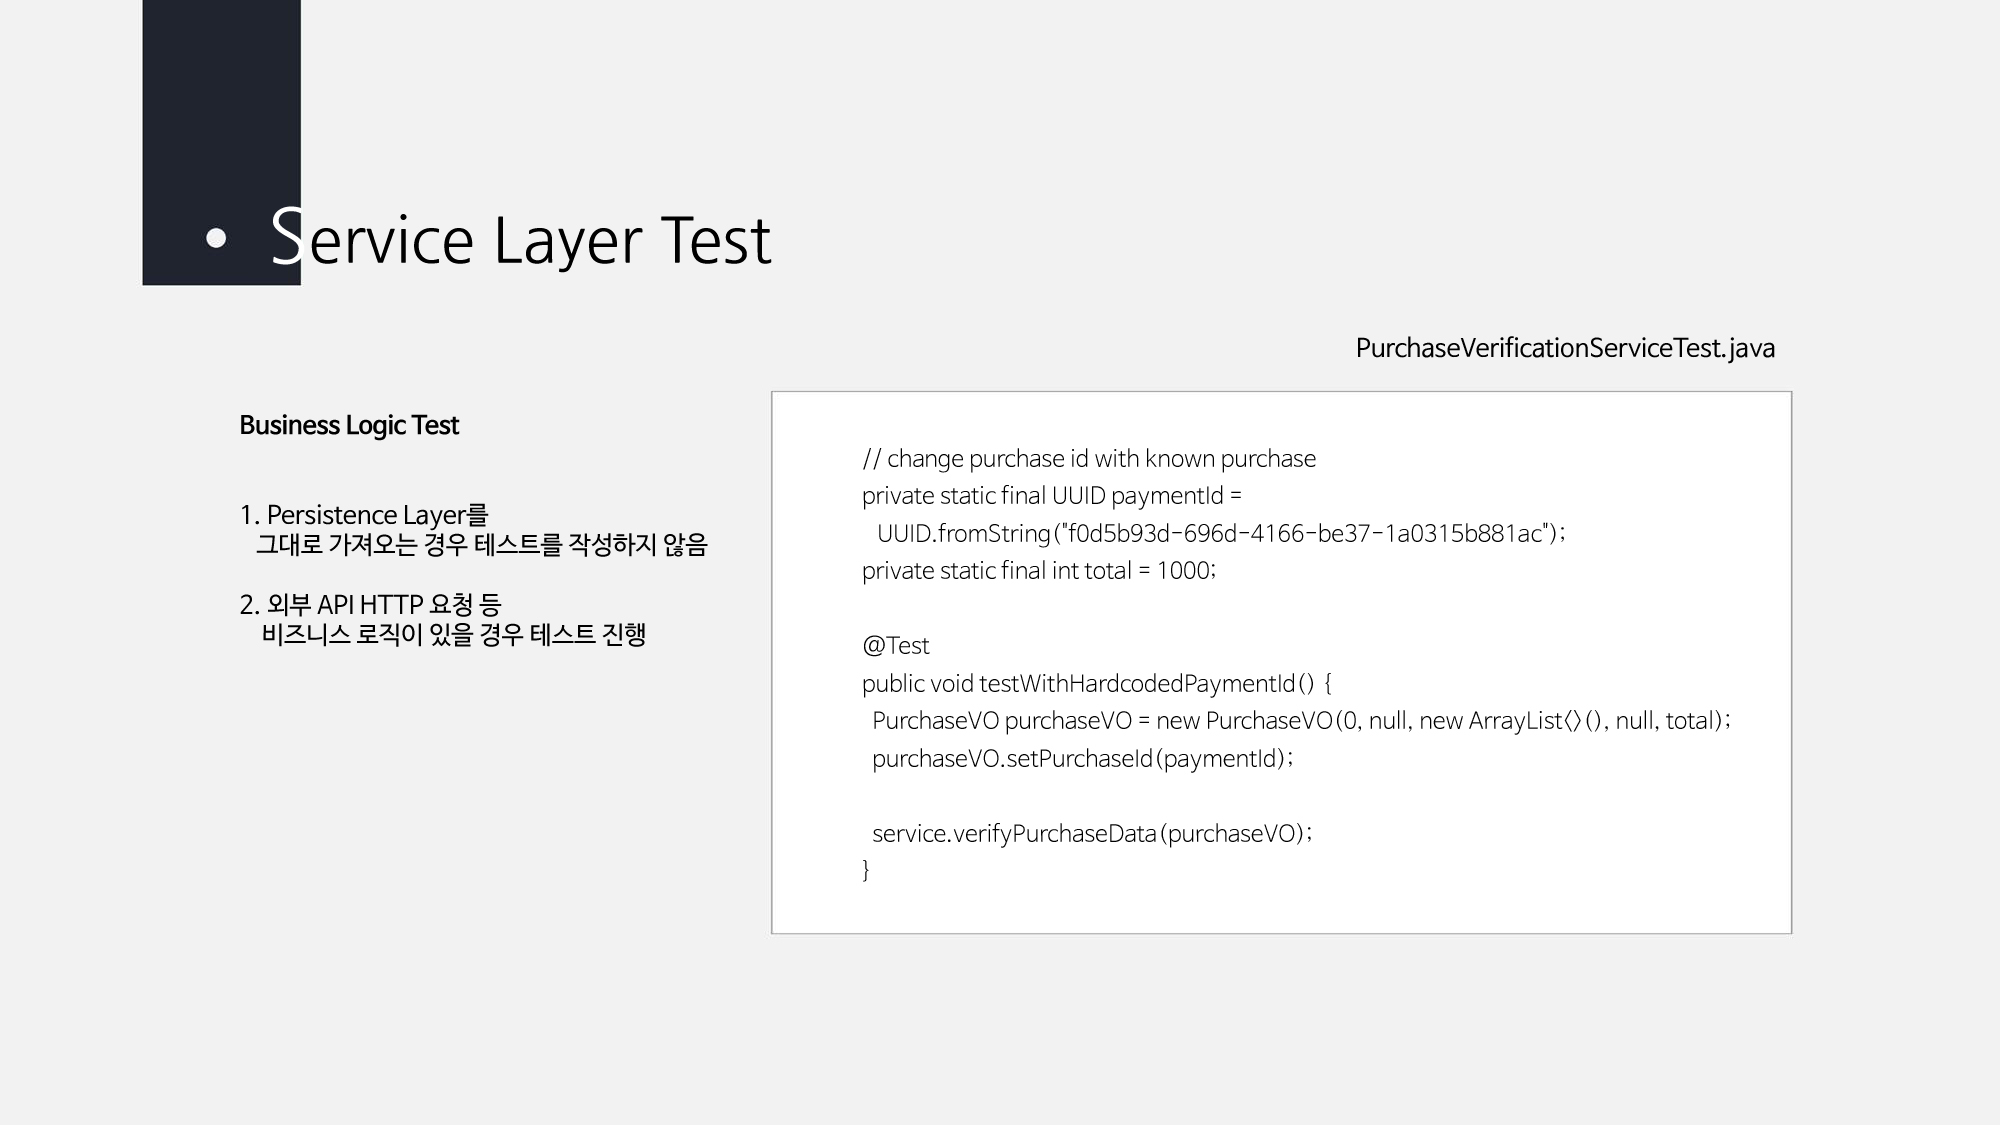 • Service Layer Test
PurchaseVerificationServiceTest.java
Business Logic Test
1. Persistence Layer를
그대로 가져오는 경우 테스트를 작성하지 않음
2. 외부 API HTTP 요청 등
비즈니스 로직이 있을 경우 테스트 진행
// change purchase id with known purchase
private static final UUID paymentId =
UUID.fromString("f0d5b93d-696d-4166-be37-1a0315b881ac");
private static final int total = 1000;
@Test
public void testWithHardcodedPaymentId() {
PurchaseVO purchaseVO = new PurchaseVO(0, null, new ArrayList<>(), null, total);
purchaseVO.setPurchaseId(paymentId);
service.verifyPurchaseData(purchaseVO);
}